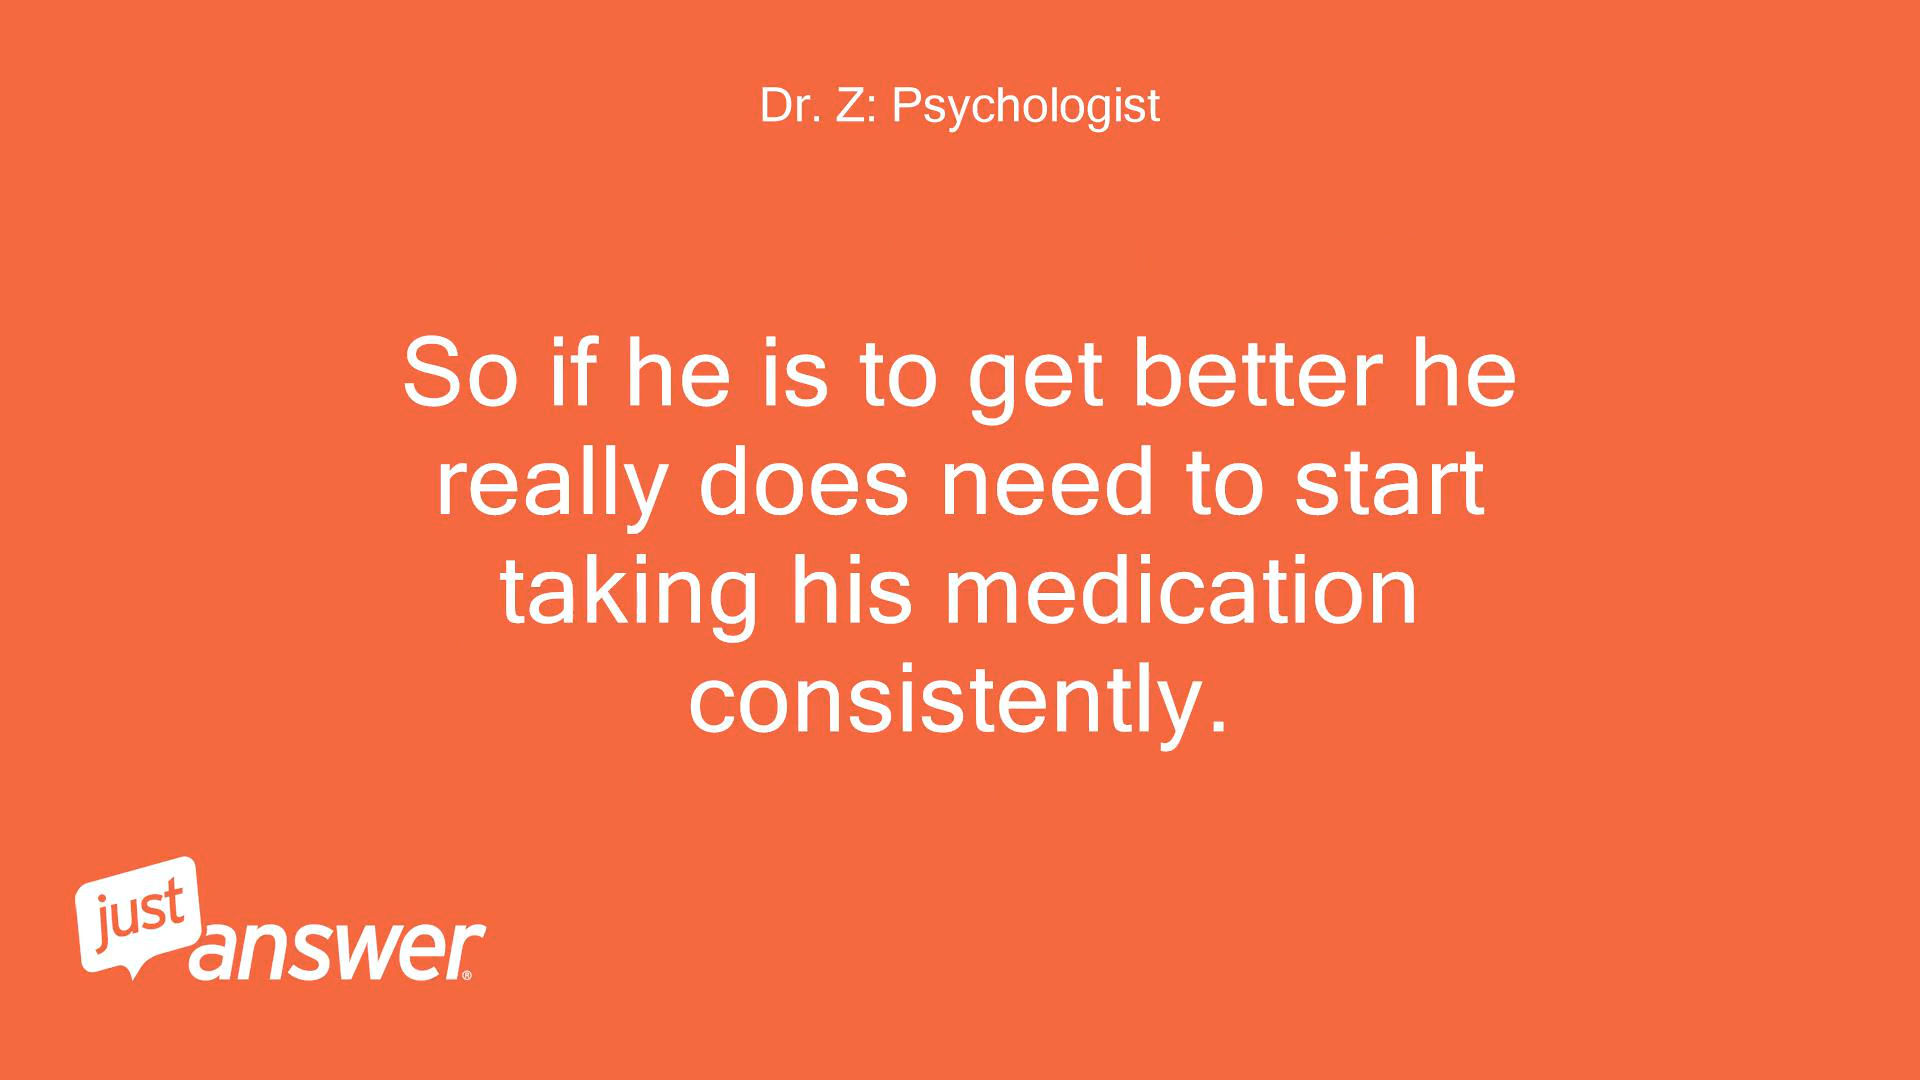 Dr. Z: Psychologist
So if he is to get better he
really does need to start
taking his medication
consistently.
just
answer®